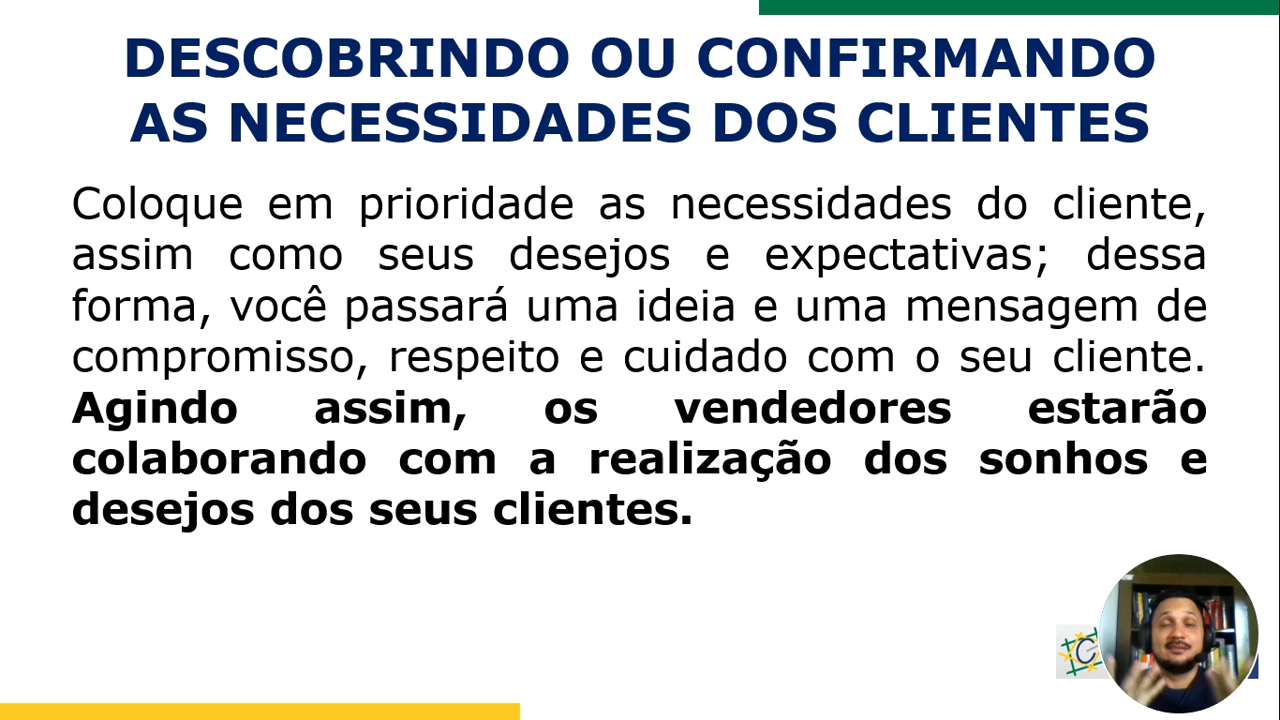 DESCOBRINDO OU CONFIRMANDO
AS NECESSIDADES DOS CLIENTES
Coloque em prioridade as necessidades do cliente,
assim como seus desejos e expectativas; dessa
forma, você passará uma ideia e uma mensagem de
compromisso, respeito e cuidado com o seu cliente.
Agindo assim, os vendedores estarão
colaborando com a realização dos sonhos e
desejos dos seus clientes.
C